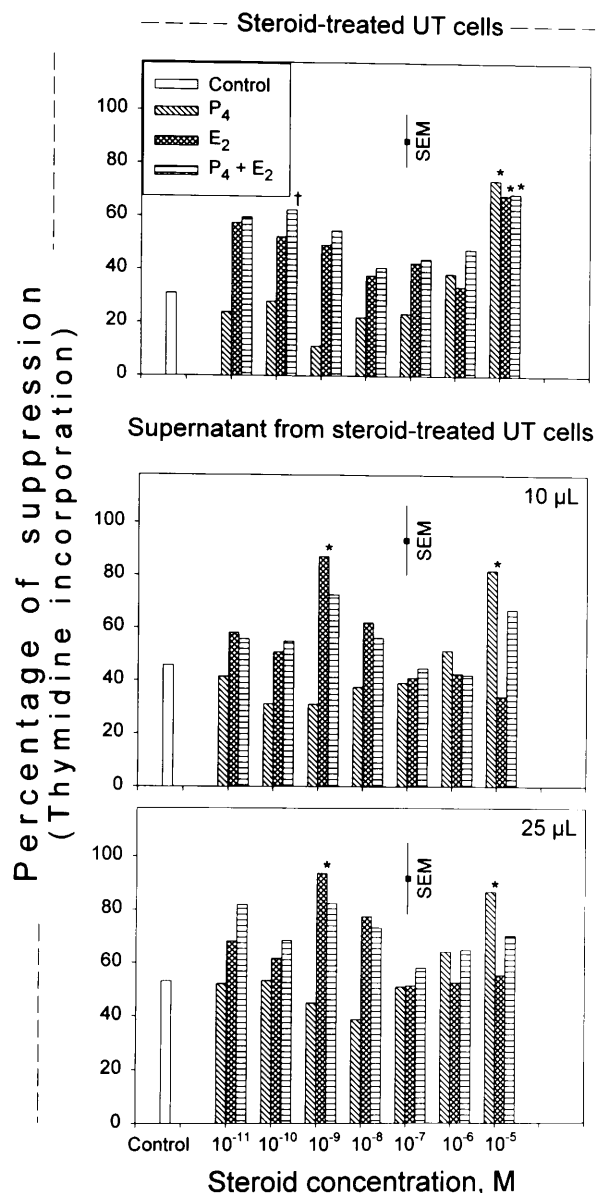 Steroid-treated UT cells
Control
P4
E2
P4 + E2
SEM
100
80
60
40
20
0
†
*
* *
Supernatant from steroid-treated UT cells
10 µL
SEM
100
80
60
40
20
0
*
*
25 µL
SEM
100
80
60
40
20
0
*
*
Control 10⁻¹¹ 10⁻¹⁰ 10⁻⁹ 10⁻⁸ 10⁻⁷ 10⁻⁶ 10⁻⁵
Steroid concentration, M
Percentage of suppression
(Thymidine incorporation)